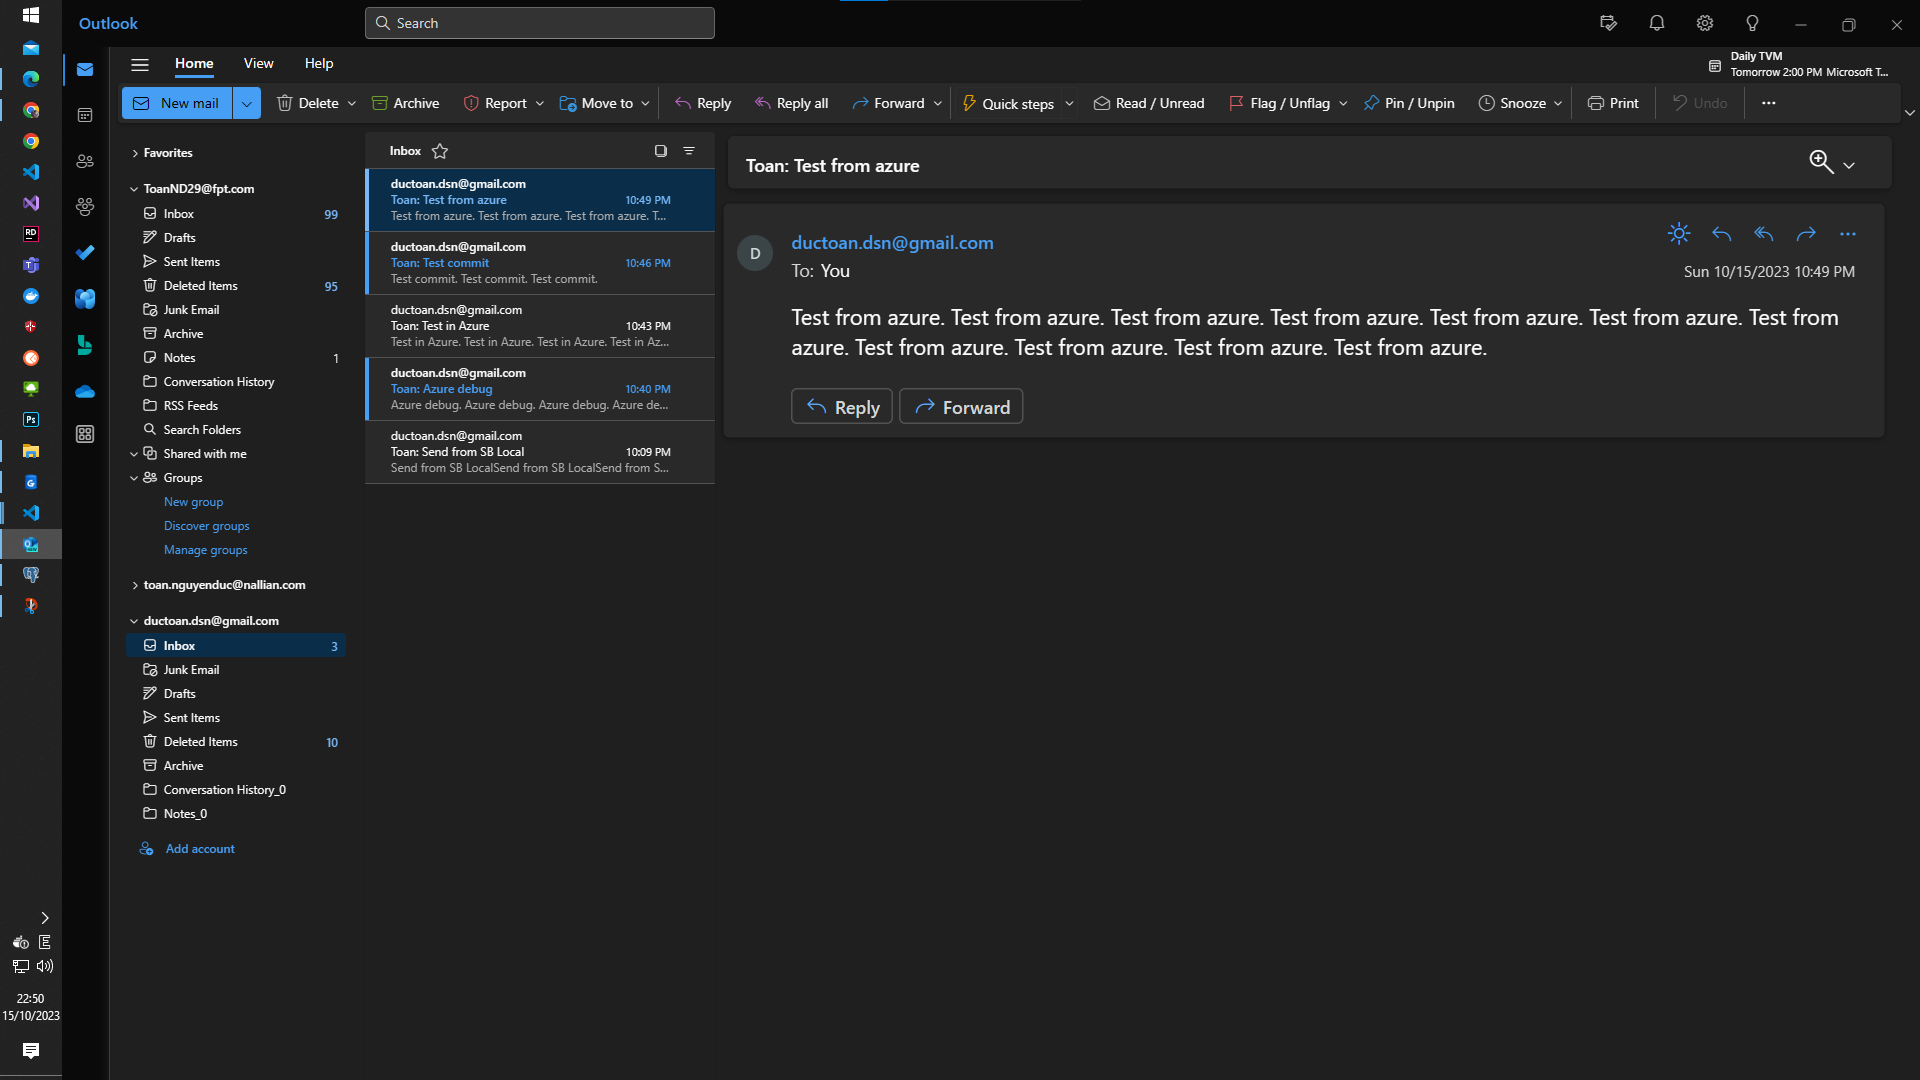 Outlook
Search
Home View Help
Daily TVM
Tomorrow 2:00 PM Microsoft T...
New mail Delete Archive Report Move to Reply Reply all Forward Quick steps Read / Unread Flag / Unflag Pin / Unpin Snooze Print Undo ...
Favorites
ToanND29@fpt.com
Inbox 99
Drafts
Sent Items
Deleted Items 95
Junk Email
Archive
Notes 1
Conversation History
RSS Feeds
Search Folders
Shared with me
Groups
New group
Discover groups
Manage groups
toan.nguyenduc@nallian.com
ductoan.dsn@gmail.com
Inbox 3
Junk Email
Drafts
Sent Items
Deleted Items 10
Archive
Conversation History_0
Notes_0
Add account
Inbox
ductoan.dsn@gmail.com
Toan: Test from azure 10:49 PM
Test from azure. Test from azure. Test from azure. T...
ductoan.dsn@gmail.com
Toan: Test commit 10:46 PM
Test commit. Test commit. Test commit.
ductoan.dsn@gmail.com
Toan: Test in Azure 10:43 PM
Test in Azure. Test in Azure. Test in Azure. Test in Az...
ductoan.dsn@gmail.com
Toan: Azure debug 10:40 PM
Azure debug. Azure debug. Azure debug. Azure de...
ductoan.dsn@gmail.com
Toan: Send from SB Local 10:09 PM
Send from SB LocalSend from SB LocalSend from S...
Toan: Test from azure
D
ductoan.dsn@gmail.com
To: You
Sun 10/15/2023 10:49 PM
Test from azure. Test from azure. Test from azure. Test from azure. Test from azure. Test from azure. Test from
azure. Test from azure. Test from azure. Test from azure. Test from azure.
Reply Forward
RD
Ps
E
22:50
15/10/2023